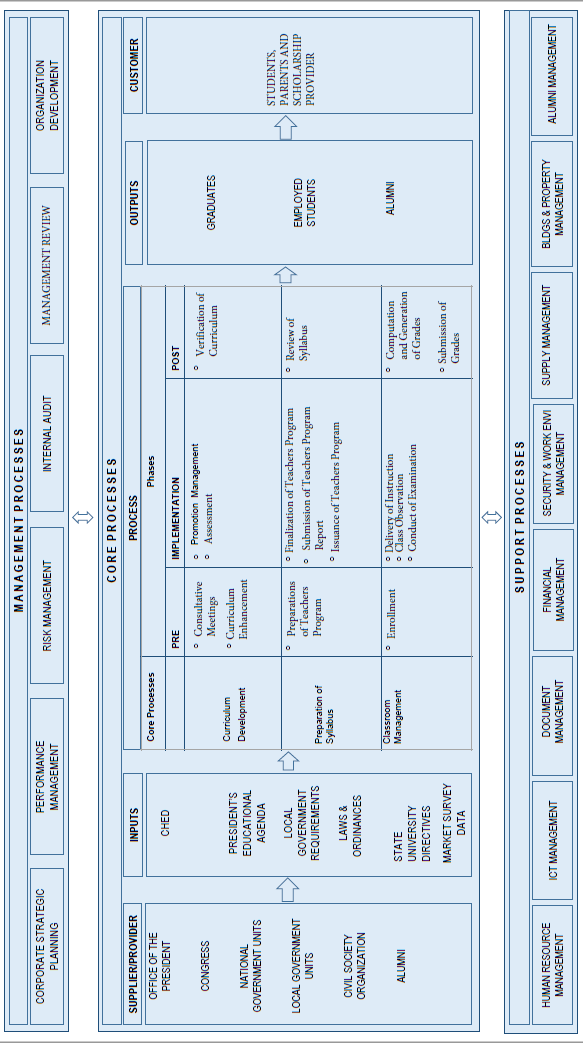 MANAGEMENT PROCESSES
CORPORATE STRATEGIC
PLANNING
PERFORMANCE
MANAGEMENT
RISK MANAGEMENT
INTERNAL AUDIT
MANAGEMENT REVIEW
ORGANIZATION
DEVELOPMENT
CORE PROCESSES
SUPPLIER/PROVIDER
OFFICE OF THE
PRESIDENT
CONGRESS
NATIONAL
GOVERNMENT UNITS
LOCAL GOVERNMENT
UNITS
CIVIL SOCIETY
ORGANIZATION
ALUMNI
INPUTS
CHED
PRESIDENT'S
EDUCATIONAL
AGENDA
LOCAL
GOVERNMENT
REQUIREMENTS
LAWS &
ORDINANCES
STATE
UNIVERSITY
DIRECTIVES
MARKET SURVEY
DATA
PROCESS
Core Processes
Phases
PRE
IMPLEMENTATION
POST
Curriculum
Development
o Consultative
Meetings
o Curriculum
Enhancement
o Promotion Management
o Assessment
o Verification of
Curriculum
Preparation of
Syllabus
o Preparations
of Teachers
Program
o Finalization of Teachers Program
o Submission of Teachers Program
Report
o Issuance of Teachers Program
o Review of
Syllabus
Classroom
Management
o Enrollment
o Delivery of Instruction
o Class Observation
o Conduct of Examination
o Computation
and Generation
of Grades
o Submission of
Grades
OUTPUTS
GRADUATES
EMPLOYED
STUDENTS
ALUMNI
CUSTOMER
STUDENTS,
PARENTS AND
SCHOLARSHIP
PROVIDER
SUPPORT PROCESSES
HUMAN RESOURCE
MANAGEMENT
ICT MANAGEMENT
DOCUMENT
MANAGEMENT
FINANCIAL
MANAGEMENT
SECURITY & WORK ENVI
MANAGEMENT
SUPPLY MANAGEMENT
BLDGS & PROPERTY
MANAGEMENT
ALUMNI MANAGEMENT